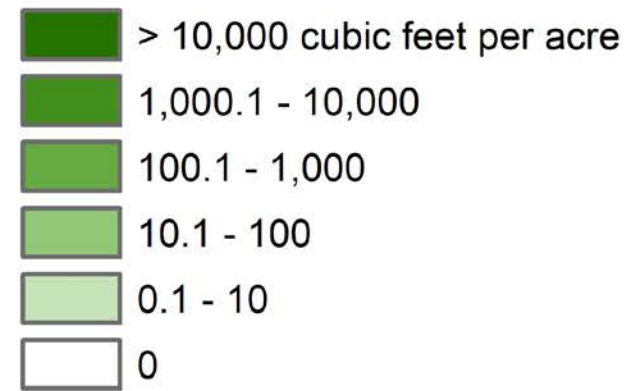 > 10,000 cubic feet per acre
1,000.1 - 10,000
100.1 - 1,000
10.1 - 100
0.1 - 10
0